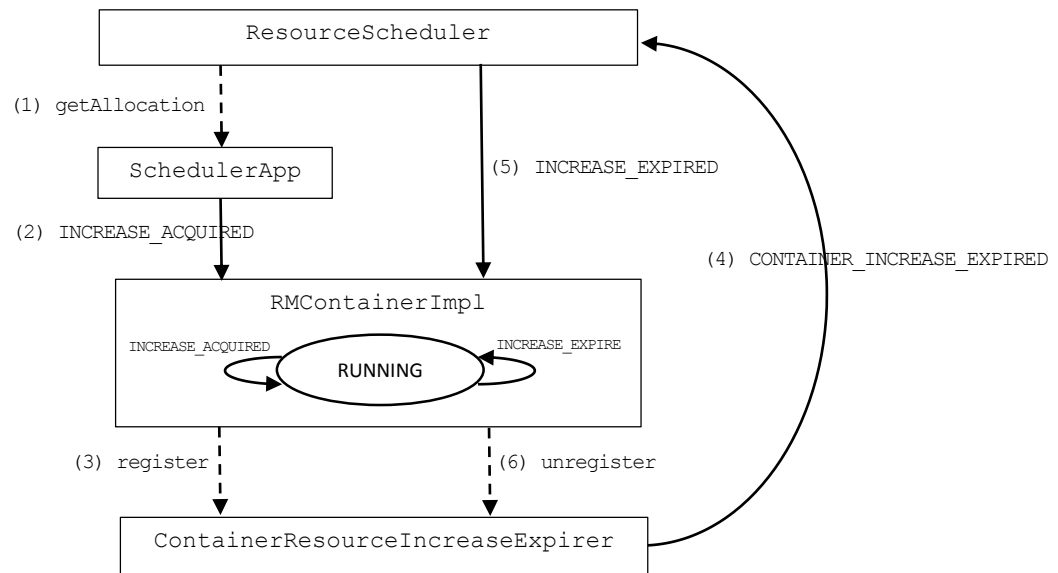 ResourceScheduler
(1) getAllocation
SchedulerApp
(5) INCREASE_EXPIRED
(2) INCREASE_ACQUIRED
(4) CONTAINER_INCREASE_EXPIRED
RMContainerImpl
INCREASE_ACQUIRED
INCREASE_EXPIRE
RUNNING
(3) register
(6) unregister
ContainerResourceIncreaseExpirer